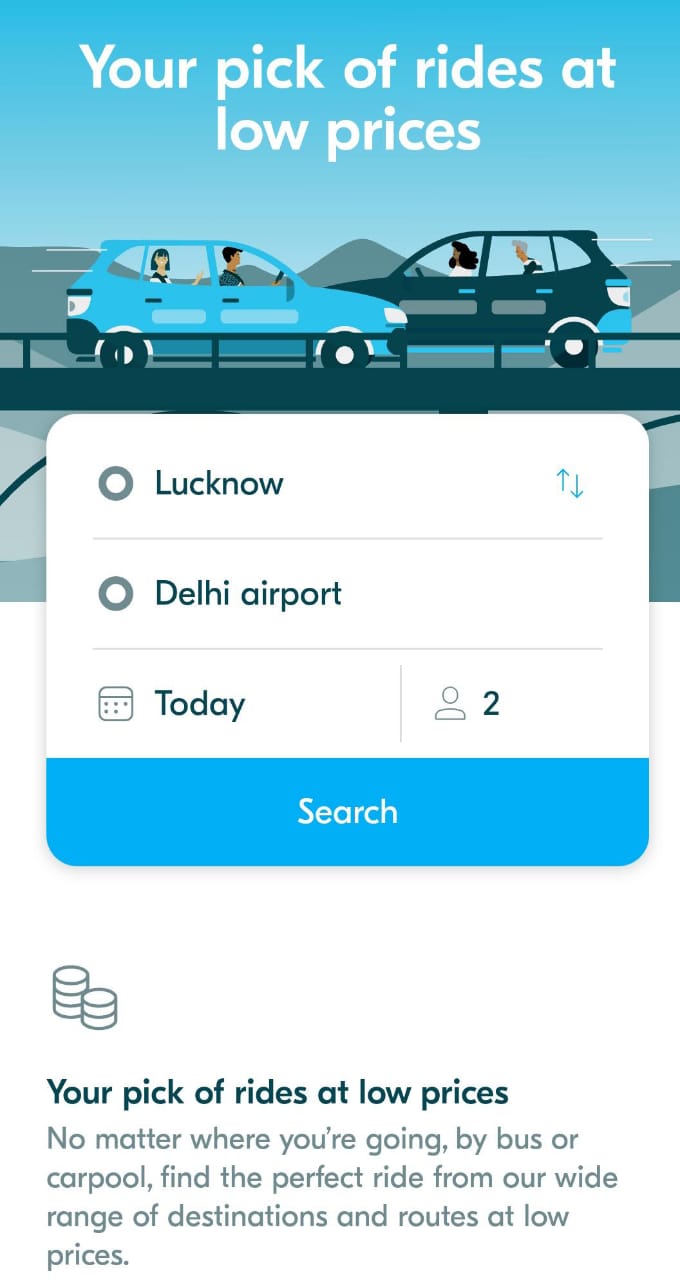 Your pick of rides at
low prices
Lucknow
Delhi airport
Today
2
Search
Your pick of rides at low prices
No matter where you’re going, by bus or
carpool, find the perfect ride from our wide
range of destinations and routes at low
prices.